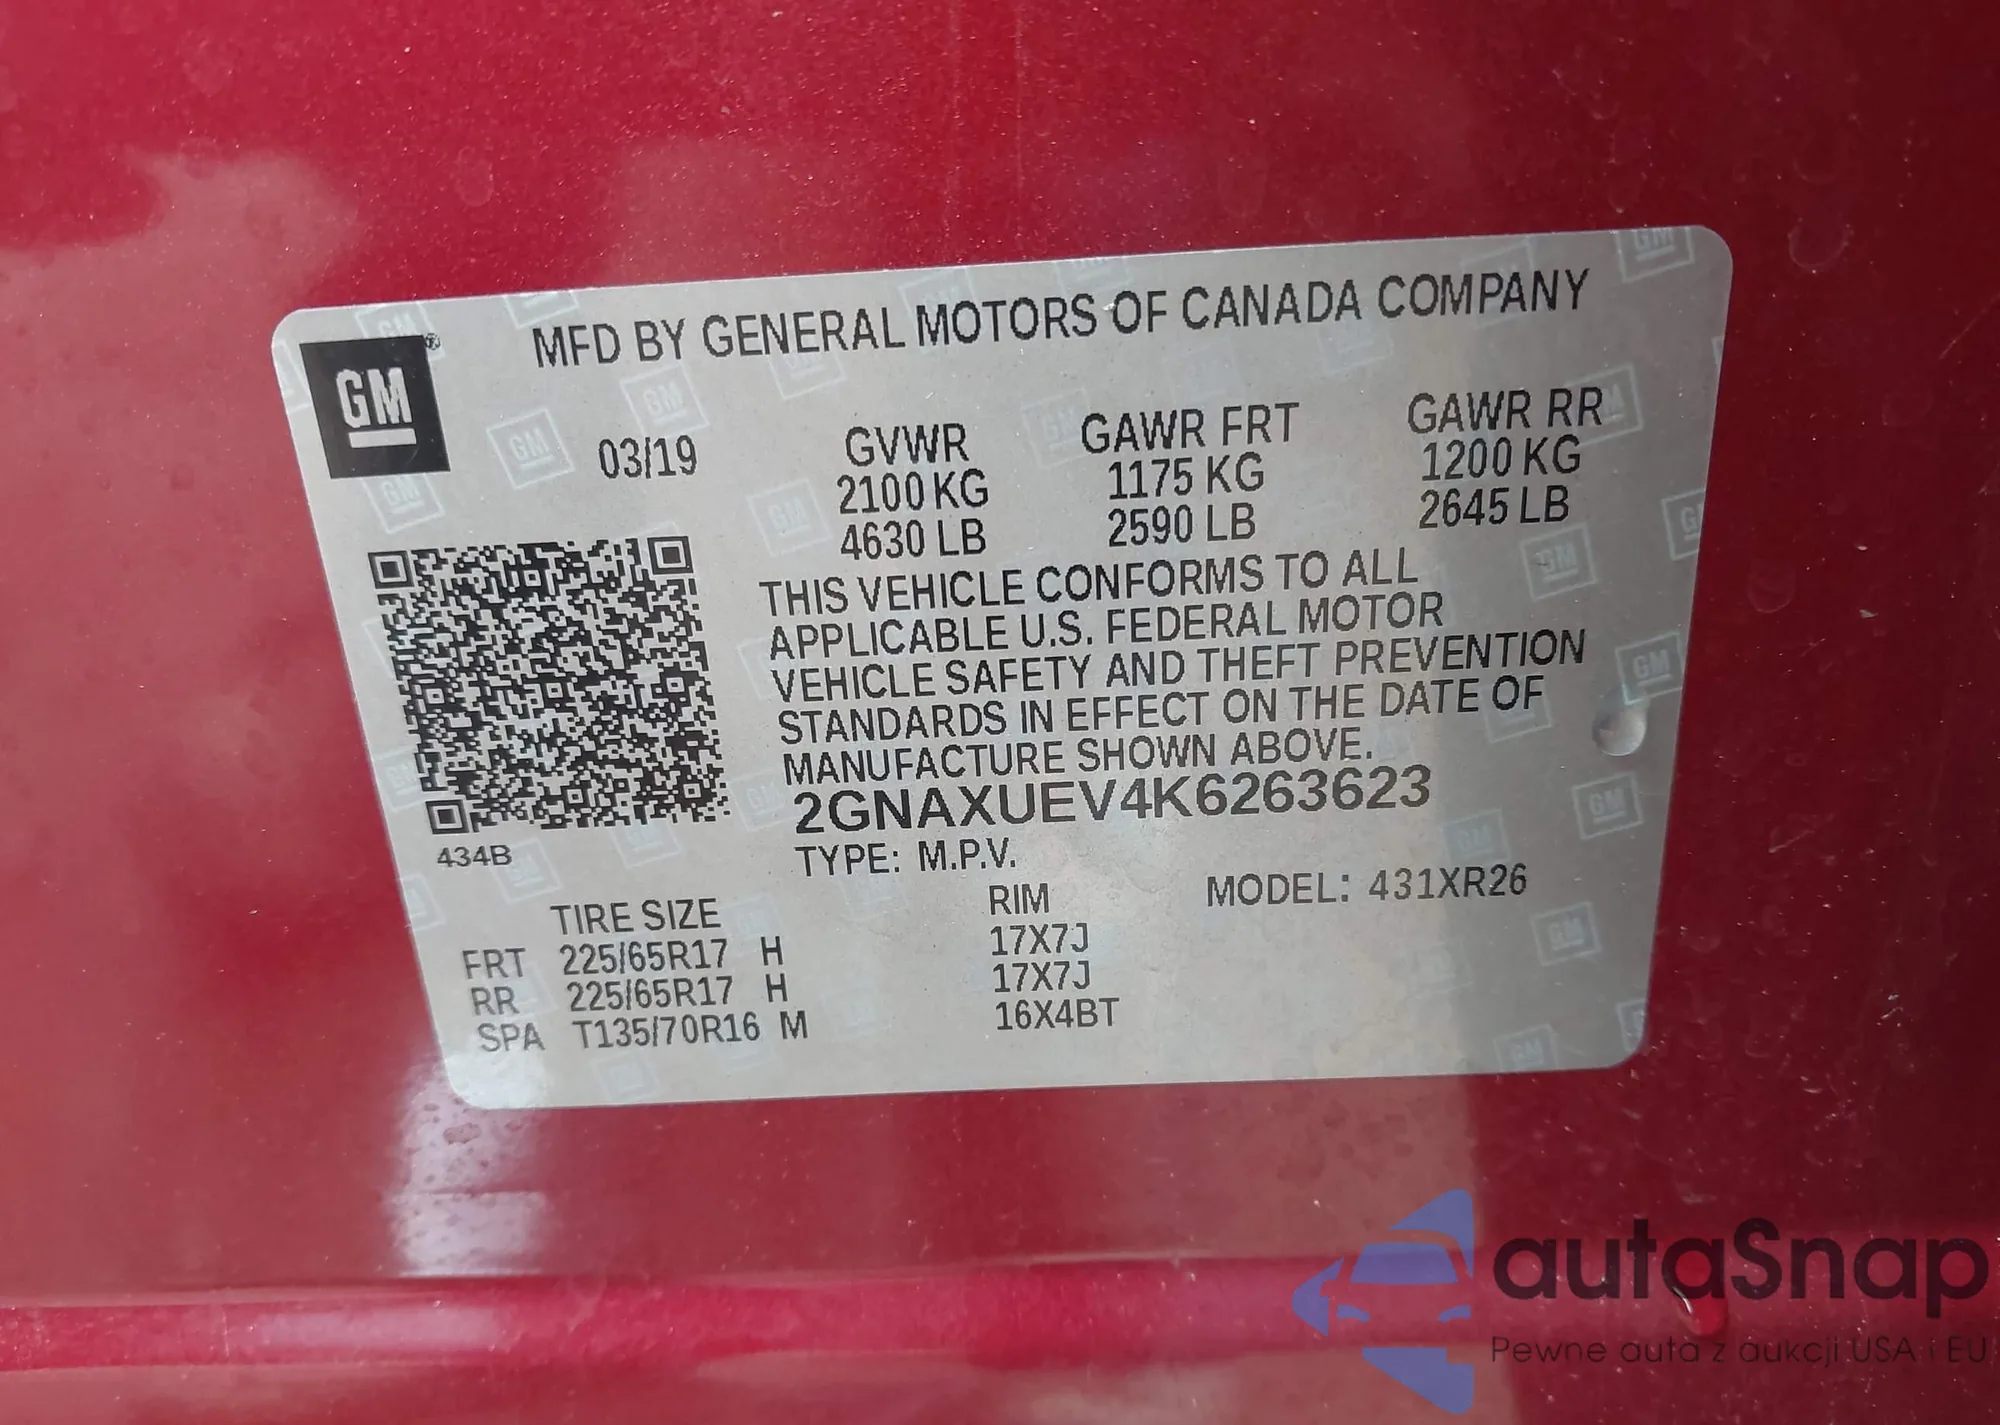 MFD BY GENERAL MOTORS OF CANADA COMPANY
GM®
03/19 GVWR GAWR FRT GAWR RR
2100 KG 1175 KG 1200 KG
4630 LB 2590 LB 2645 LB
THIS VEHICLE CONFORMS TO ALL
APPLICABLE U.S. FEDERAL MOTOR
VEHICLE SAFETY AND THEFT PREVENTION
STANDARDS IN EFFECT ON THE DATE OF
MANUFACTURE SHOWN ABOVE.
2GNAXUEV4K6263623
434B
TYPE: M.P.V.
MODEL: 431XR26
TIRE SIZE RIM
FRT 225/65R17 H 17X7J
RR 225/65R17 H 17X7J
SPA T135/70R16 M 16X4BT
autaSnap
Pewne auta z aukcji USA i EU